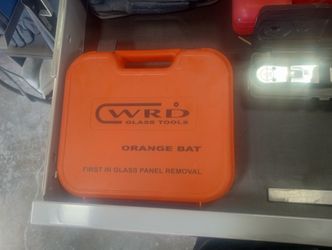 WRD
GLASS TOOLS
ORANGE BAT
FIRST IN GLASS PANEL REMOVAL